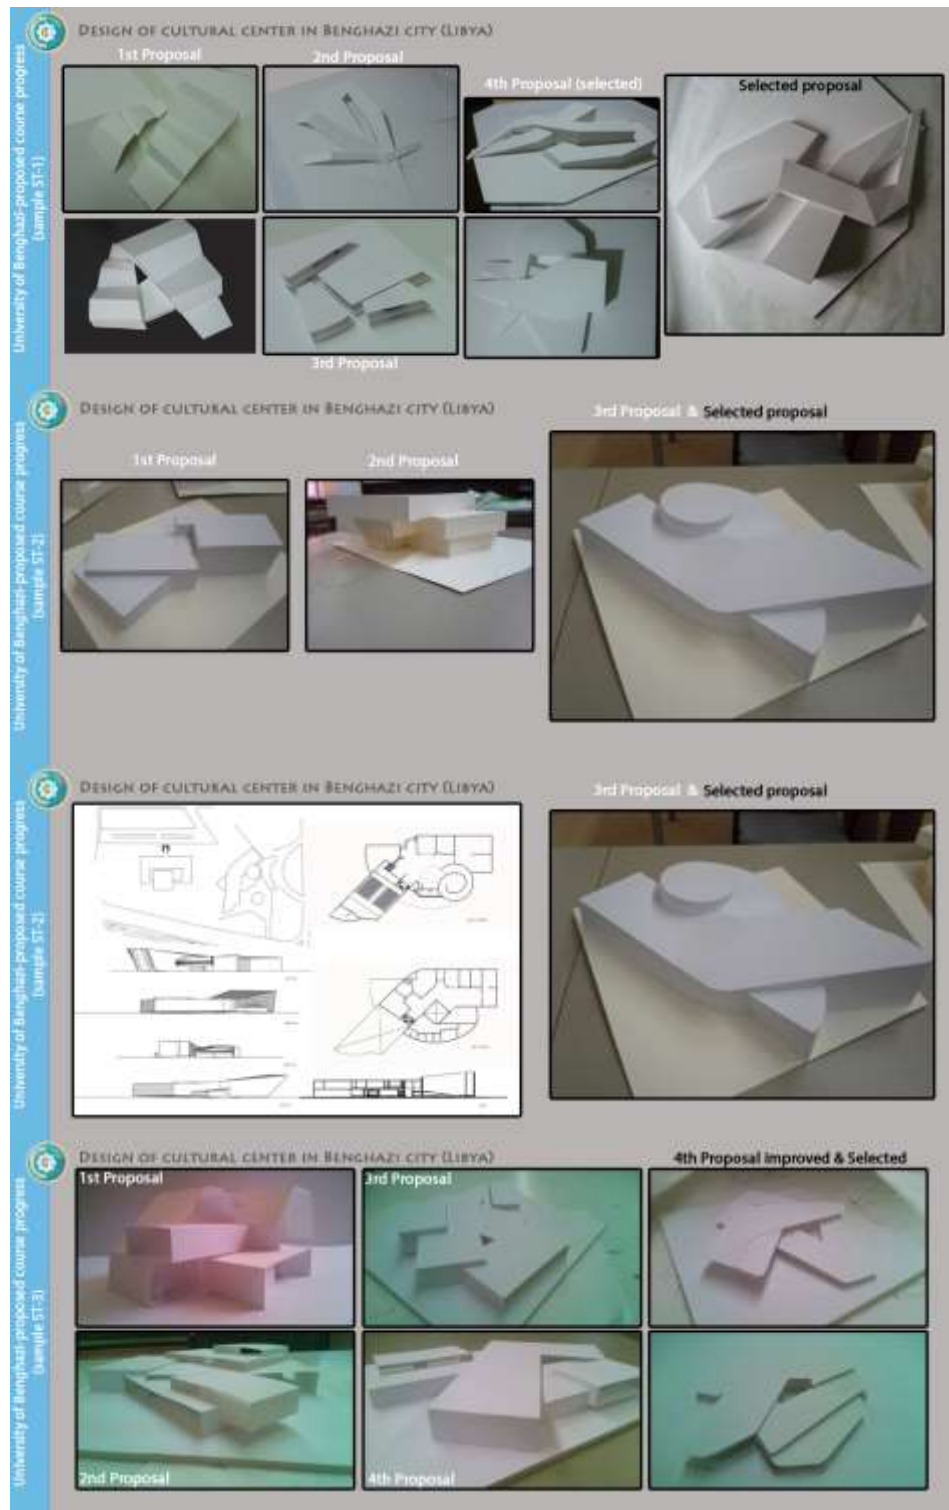 DESIGN OF CULTURAL CENTER IN BENGHAZI CITY (LIBYA)
1st Proposal
2nd Proposal
4th Proposal (selected)
Selected proposal
3rd Proposal
University of Benghazi-proposed course progress
(sample ST-1)
DESIGN OF CULTURAL CENTER IN BENGHAZI CITY (LIBYA)
3rd Proposal & Selected proposal
1st Proposal
2nd Proposal
University of Benghazi-proposed course progress
(sample ST-2)
DESIGN OF CULTURAL CENTER IN BENGHAZI CITY (LIBYA)
3rd Proposal & Selected proposal
University of Benghazi-proposed course progress
(sample ST-2)
DESIGN OF CULTURAL CENTER IN BENGHAZI CITY (LIBYA)
4th Proposal improved & Selected
1st Proposal
3rd Proposal
2nd Proposal
4th Proposal
University of Benghazi-proposed course progress
(sample ST-3)